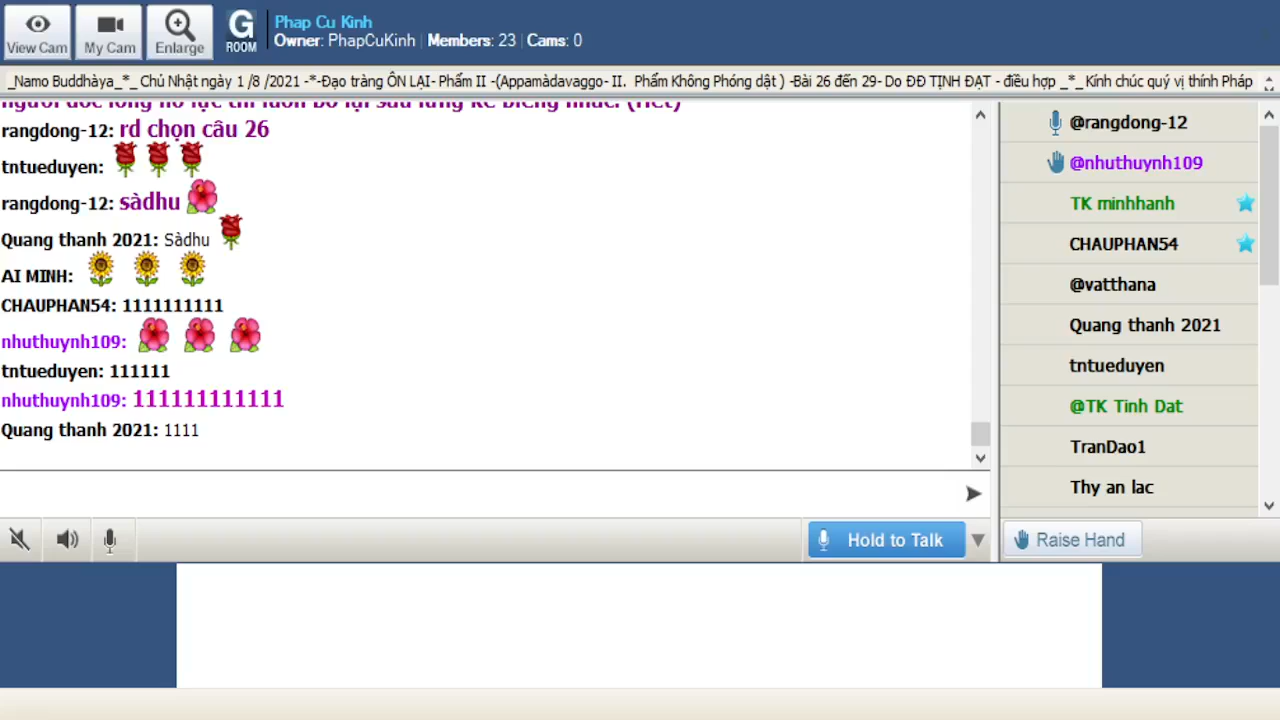 View Cam
My Cam
Enlarge
G
ROOM
Phap Cu Kinh
Owner: PhapCuKinh | Members: 23 | Cams: 0
_Namo Buddhàya_*_ Chủ Nhật ngày 1 /8 /2021 -*-Đạo tràng ÔN LẠI- Phẩm II -(Appamàdavaggo- II. Phẩm Không Phóng dật ) -Bài 26 đến 29- Do ĐĐ TỊNH ĐẠT - điều hợp _*_Kính chúc quý vị thính Pháp
rangdong-12: rd chọn câu 26
tntueduyen:
rangdong-12: sàdhu
Quang thanh 2021: Sàdhu
AI MINH:
CHAUPHAN54: 1111111111
nhuthuynh109:
tntueduyen: 111111
nhuthuynh109: 111111111111
Quang thanh 2021: 1111
@rangdong-12
@nhuthuynh109
TK minhhanh
CHAUPHAN54
@vatthana
Quang thanh 2021
tntueduyen
@TK Tinh Dat
TranDao1
Thy an lac
Hold to Talk
Raise Hand